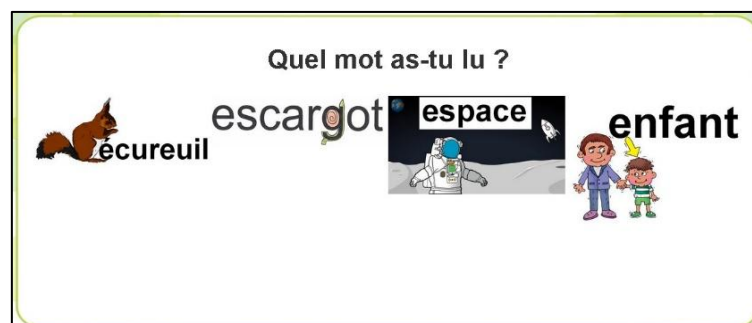 Quel mot as-tu lu ?
écureuil
escargot
espace
enfant